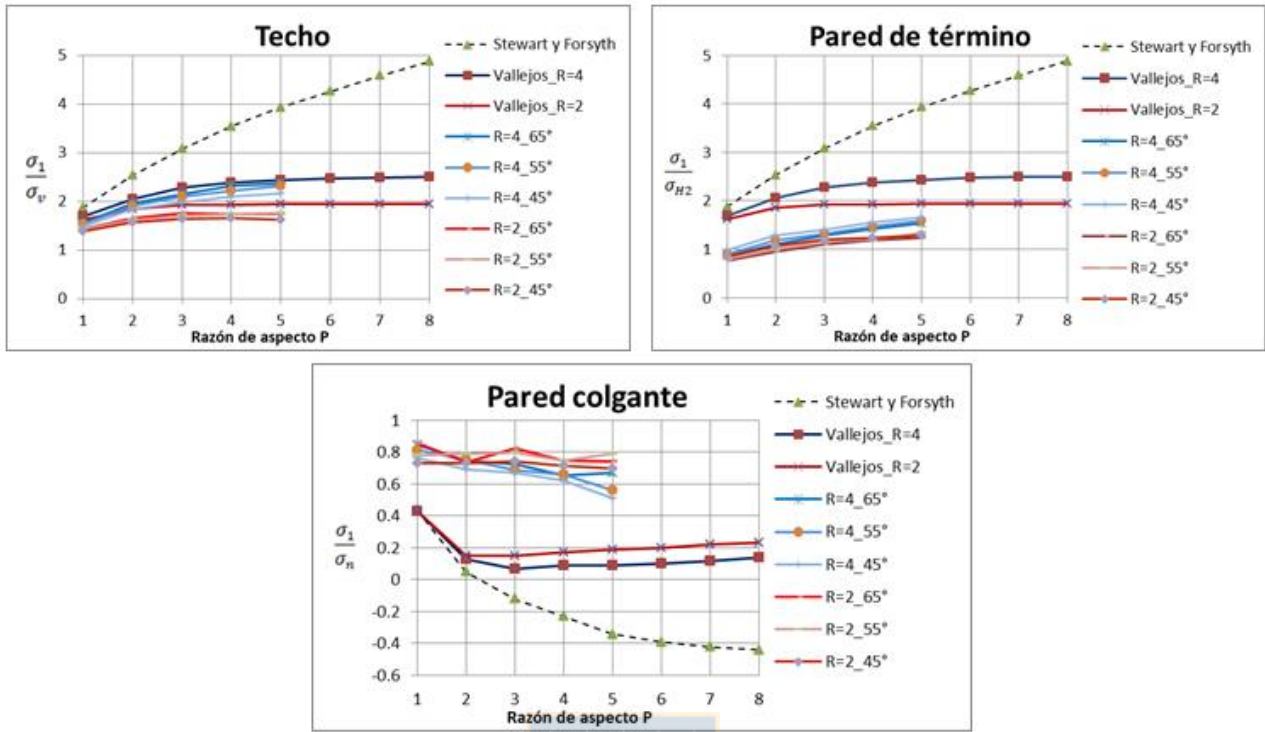 Techo
σ₁
σᵥ
5
4
3
2
1
0
1 2 3 4 5 6 7 8
Razón de aspecto P
Stewart y Forsyth
Vallejos_R=4
Vallejos_R=2
R=4_65°
R=4_55°
R=4_45°
R=2_65°
R=2_55°
R=2_45°
Pared de término
σ₁
σH2
5
4
3
2
1
0
1 2 3 4 5 6 7 8
Razón de aspecto P
Stewart y Forsyth
Vallejos_R=4
Vallejos_R=2
R=4_65°
R=4_55°
R=4_45°
R=2_65°
R=2_55°
R=2_45°
Pared colgante
σ₁
σₙ
1
0.8
0.6
0.4
0.2
0
-0.2
-0.4
-0.6
1 2 3 4 5 6 7 8
Razón de aspecto P
Stewart y Forsyth
Vallejos_R=4
Vallejos_R=2
R=4_65°
R=4_55°
R=4_45°
R=2_65°
R=2_55°
R=2_45°